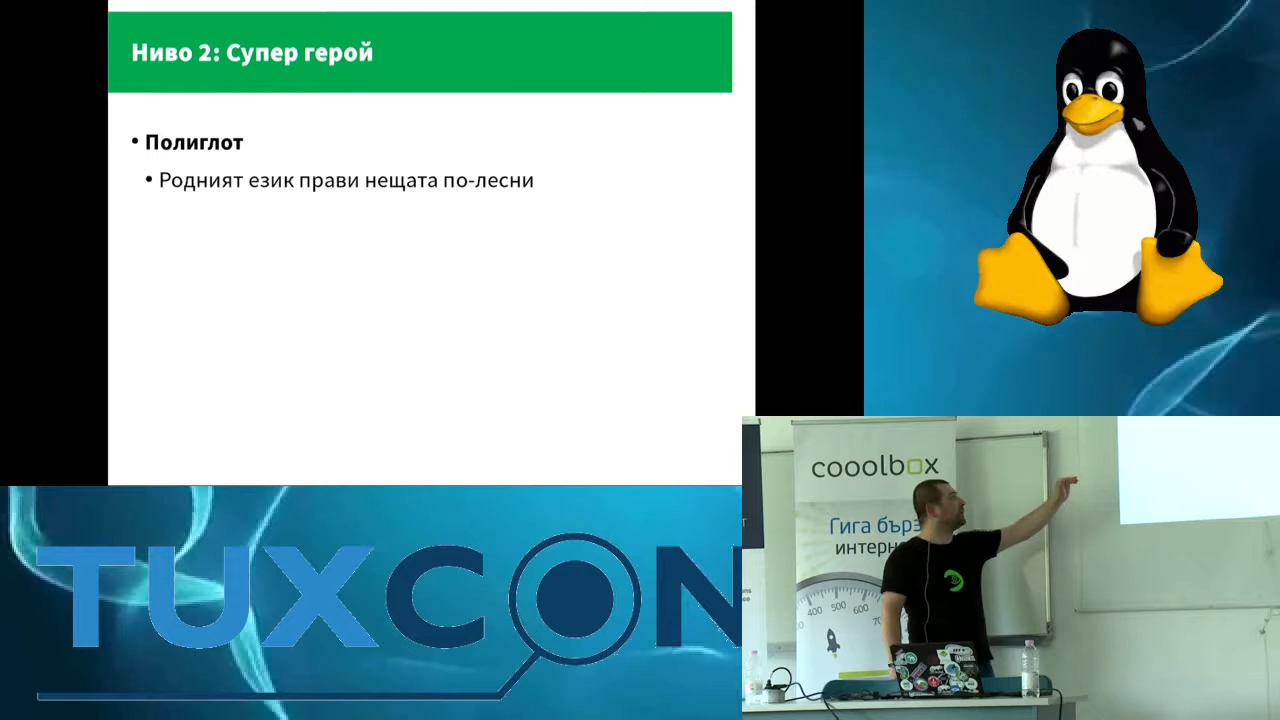 Ниво 2: Супер герой
• Полиглот
• Родният език прави нещата по-лесни
TUXCON
cooolbox
Гига бърз
интерн
400 500 600